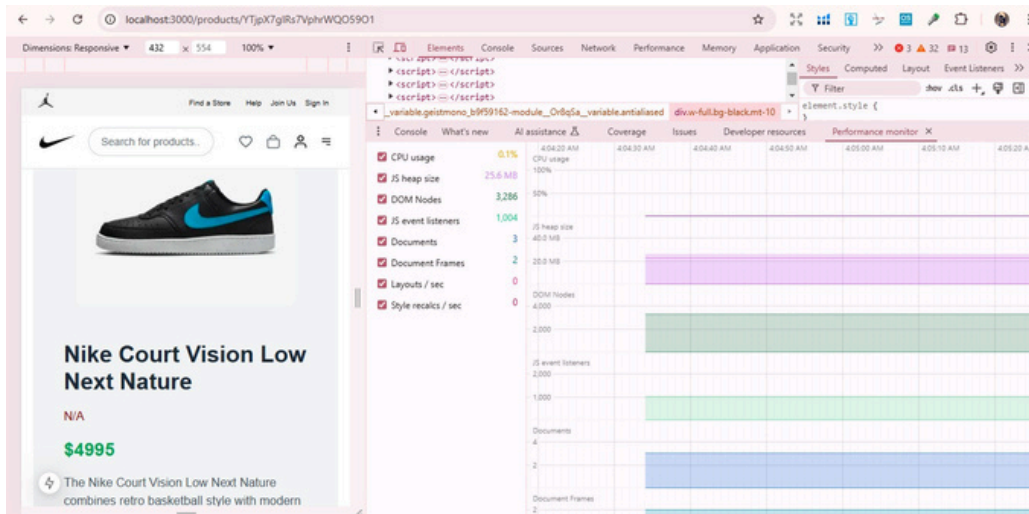 localhost:3000/products/YTjpX7glRs7VphrWQO59O1
Dimensions: Responsive ▼ 432 × 554 100% ▼
Elements Console Sources Network Performance Memory Application Security » 3 32 13
<script> </script>
<script> </script>
<script> </script>
_variable.geistmono_b9f59162-module__Or8qSa__variable.antialiased div.w-full.bg-black.mt-10
Styles Computed Layout Event Listeners »
Filter :hov .cls +
element.style {
}
Console What's new AI assistance Coverage Issues Developer resources Performance monitor ×
CPU usage 0.1%
JS heap size 25.6 MB
DOM Nodes 3,286
JS event listeners 1,004
Documents 3
Document Frames 2
Layouts / sec 0
Style recalcs / sec 0
4:04:20 AM 4:04:30 AM 4:04:40 AM 4:04:50 AM 4:05:00 AM 4:05:10 AM 4:05:20 A
CPU usage
100%
50%
JS heap size
40.0 MB
20.0 MB
DOM Nodes
4,000
2,000
JS event listeners
2,000
1,000
Documents
4
2
Document Frames
2
Find a Store Help Join Us Sign In
Search for products..
Nike Court Vision Low
Next Nature
N/A
$4995
The Nike Court Vision Low Next Nature
combines retro basketball style with modern